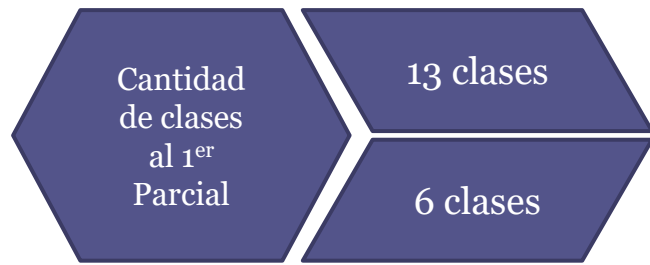 Cantidad
de clases
al 1er
Parcial
13 clases
6 clases